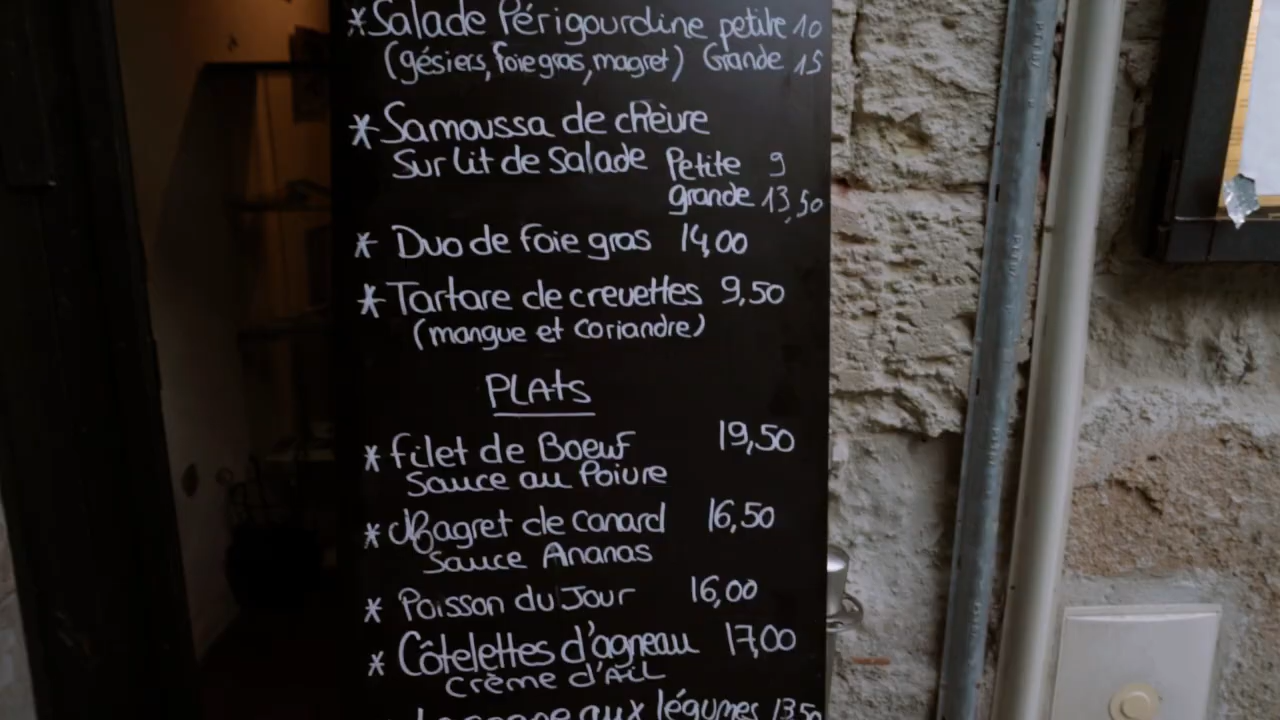 *Salade Périgourdine petite 10
(gésiers, foie gras, magret) Grande 15
*Samoussa de chèvre
Sur Lit de Salade Petite 9
grande 13,50
* Duo de foie gras 14,00
*Tartare de crevettes 9,50
(mangue et coriandre)
PLAts
* filet de Boeuf 19,50
Sauce au Poivre
* Magret de canard 16,50
Sauce Ananas
* Poisson du Jour 16,00
* Côtelettes d'agneau 17,00
crème d'AiL
aux légumes 13,50